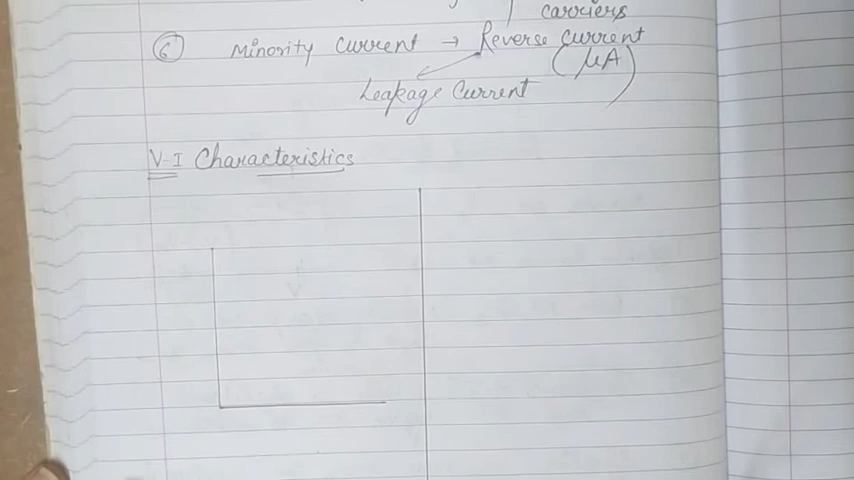 carriers
⑥ Minority Current → Reverse Current
(μA)
Leakage Current
V-I Characteristics